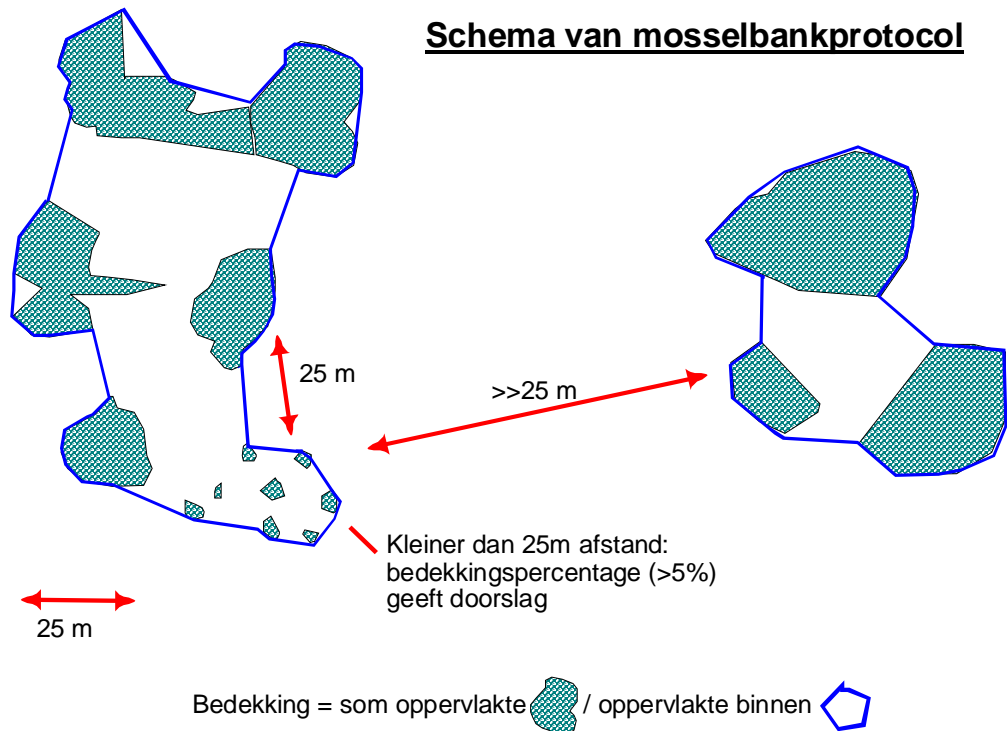 Schema van mosselbankprotocol
25 m
>>25 m
Kleiner dan 25m afstand:
bedekkingspercentage (>5%)
geeft doorslag
25 m
Bedekking = som oppervlakte / oppervlakte binnen